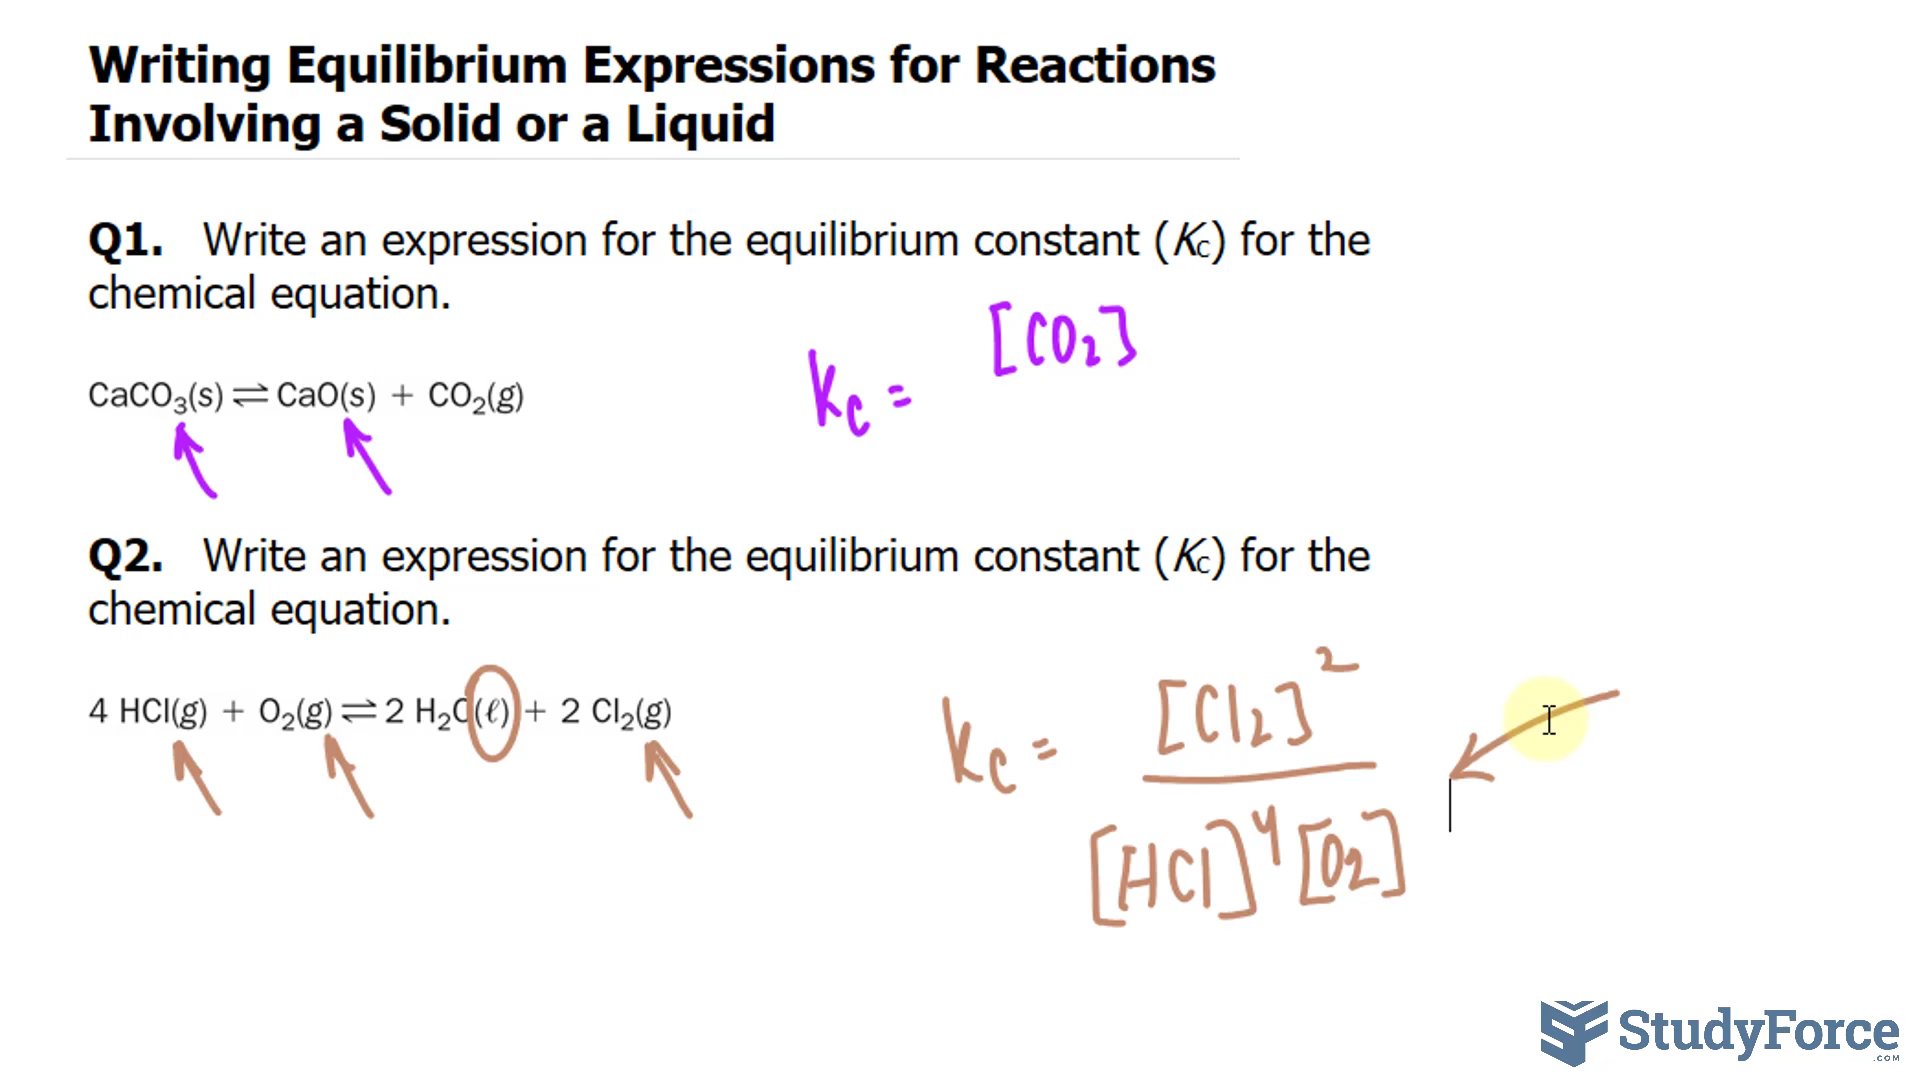 Writing Equilibrium Expressions for Reactions
Involving a Solid or a Liquid
Q1. Write an expression for the equilibrium constant (Kc) for the
chemical equation.
[CO₂]
Kc =
CaCO₃(s) ⇌ CaO(s) + CO₂(g)
Q2. Write an expression for the equilibrium constant (Kc) for the
chemical equation.
4 HCl(g) + O₂(g) ⇌ 2 H₂O(ℓ) + 2 Cl₂(g)
Kc = [Cl₂]²
[HCl]⁴ [O₂]
StudyForce
.COM